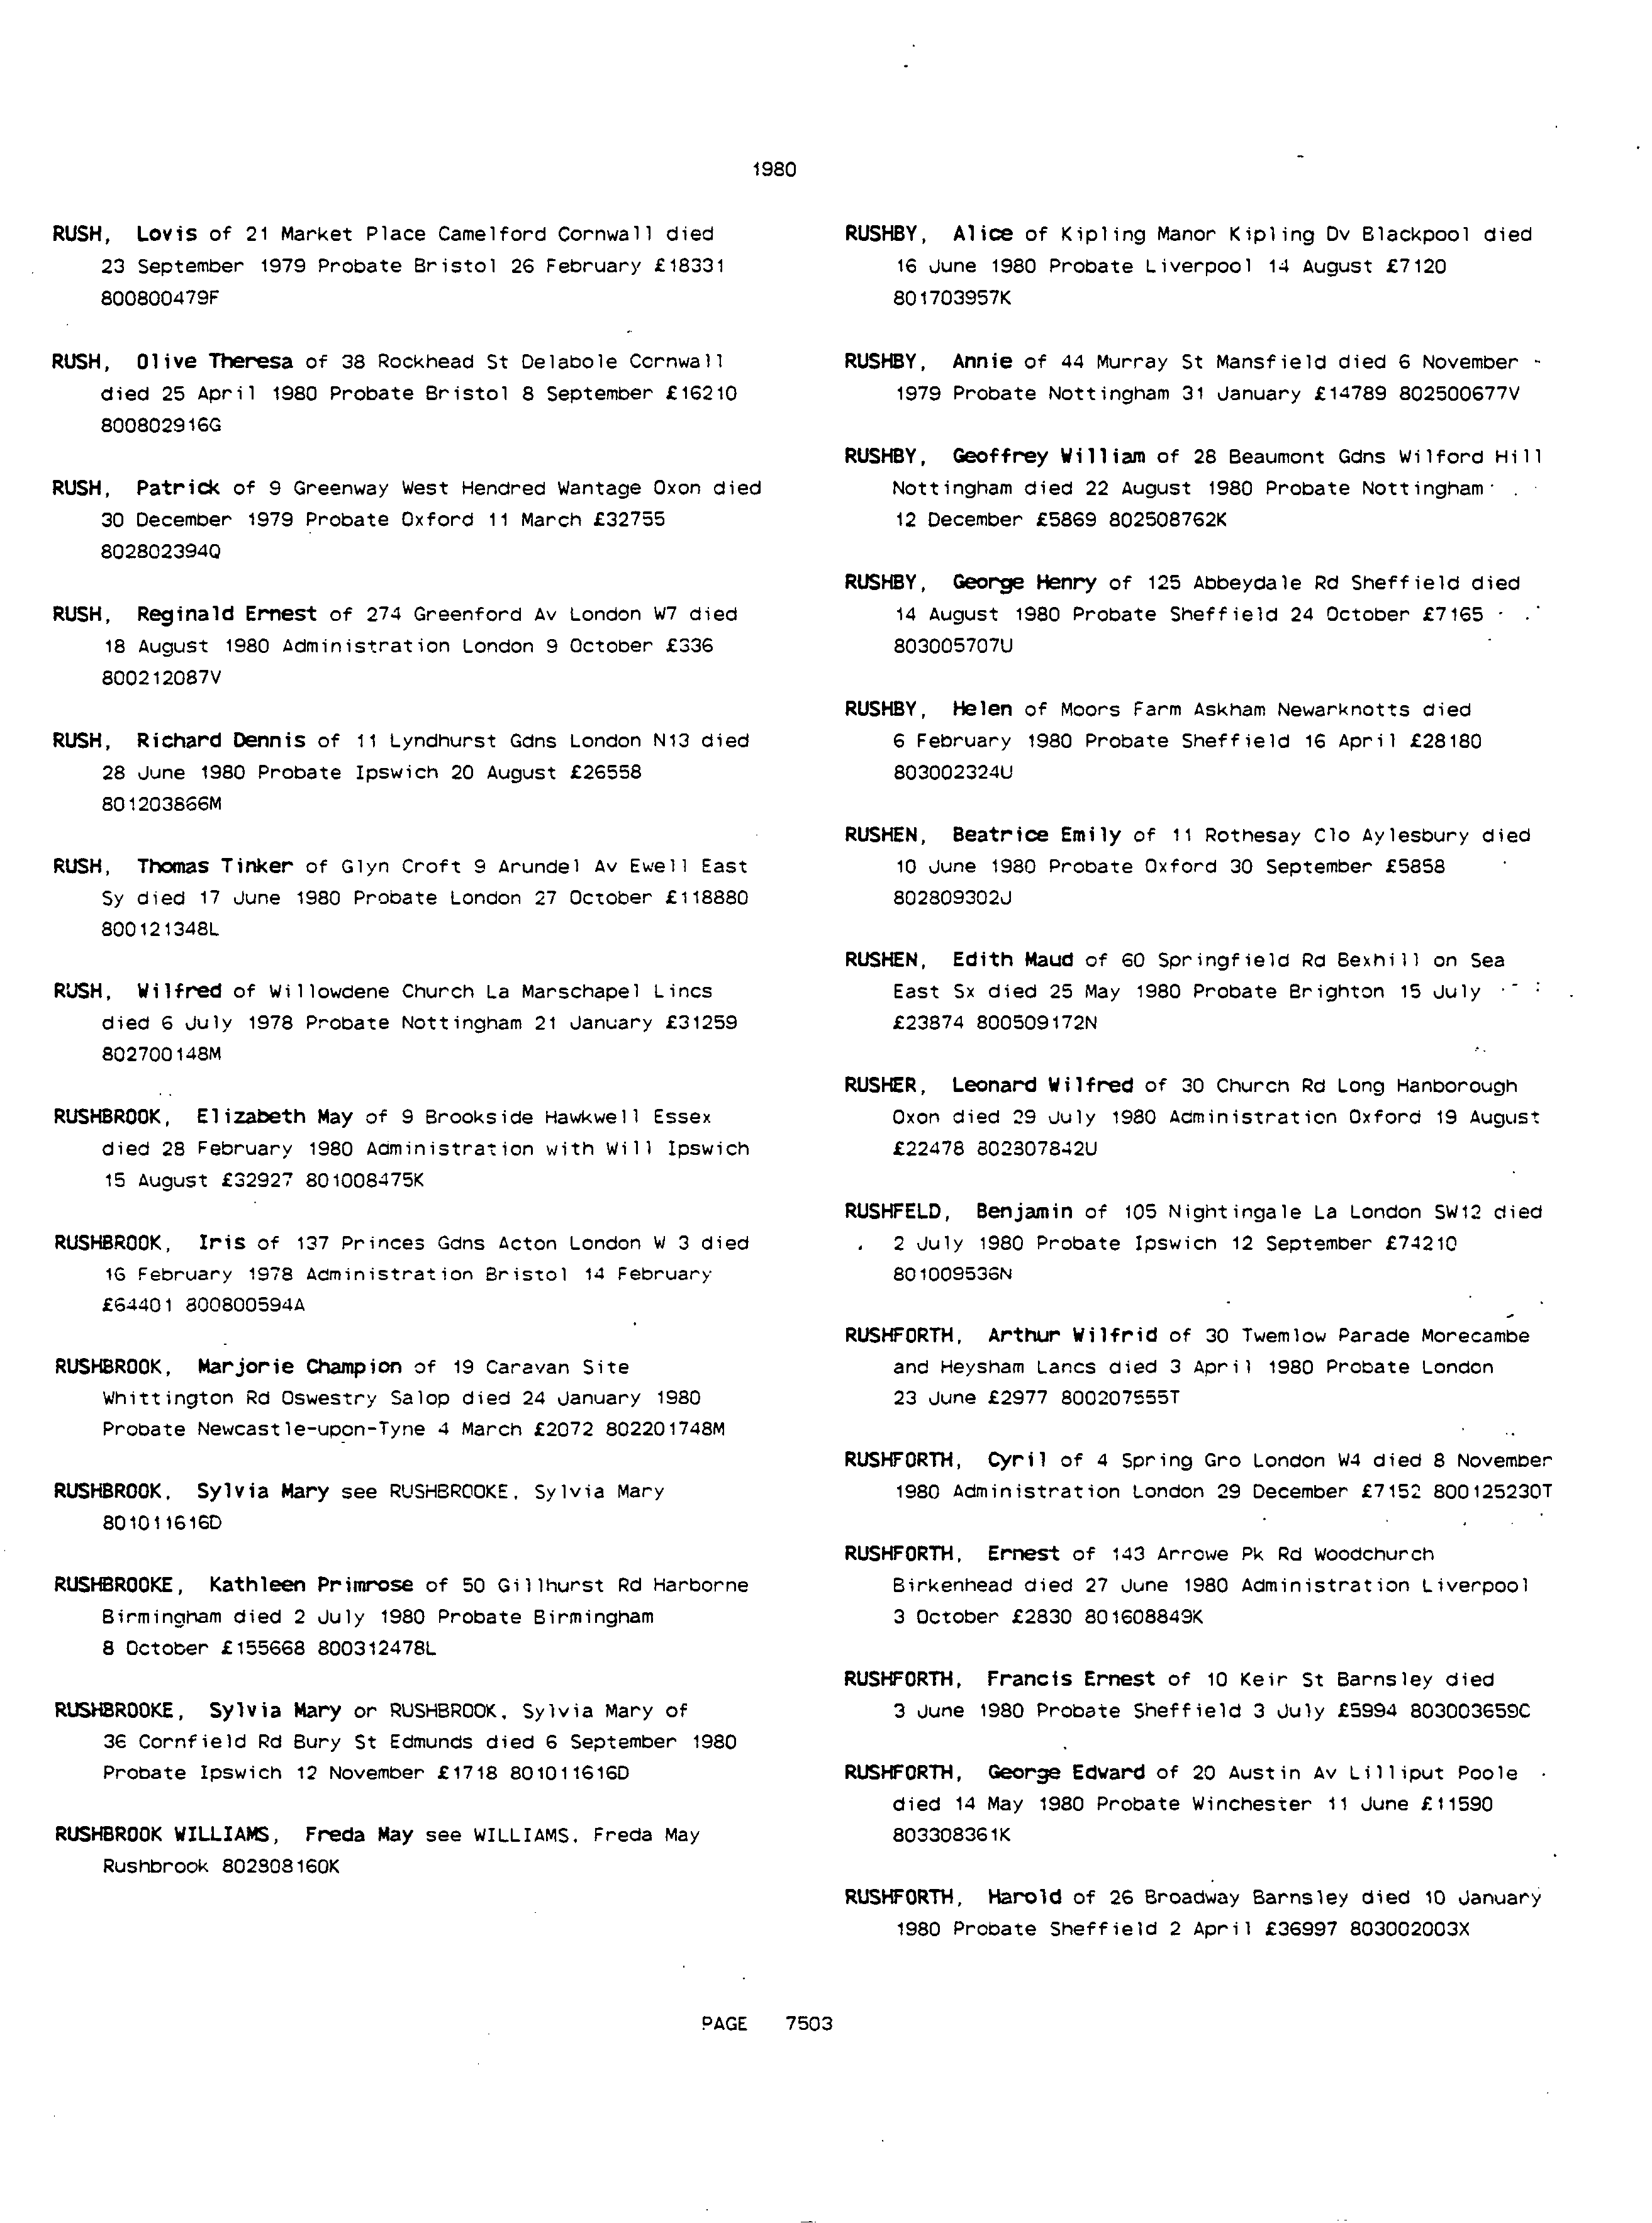 1980
RUSH, Lovis of 21 Market Place Camelford Cornwall died
23 September 1979 Probate Bristol 26 February £18331
800800479F
RUSH, Olive Theresa of 38 Rockhead St Delabole Cornwall
died 25 April 1980 Probate Bristol 8 September £16210
800802916G
RUSH, Patrick of 9 Greenway West Hendred Wantage Oxon died
30 December 1979 Probate Oxford 11 March £32755
802802394Q
RUSH, Reginald Ernest of 274 Greenford Av London W7 died
18 August 1980 Administration London 9 October £336
800212087V
RUSH, Richard Dennis of 11 Lyndhurst Gdns London N13 died
28 June 1980 Probate Ipswich 20 August £26558
801203866M
RUSH, Thomas Tinker of Glyn Croft 9 Arundel Av Ewell East
Sy died 17 June 1980 Probate London 27 October £118880
800121348L
RUSH, Wilfred of Willowdene Church La Marschapel Lincs
died 6 July 1978 Probate Nottingham 21 January £31259
802700148M
RUSHBROOK, Elizabeth May of 9 Brookside Hawkwell Essex
died 28 February 1980 Administration with Will Ipswich
15 August £32927 801008475K
RUSHBROOK, Iris of 137 Princes Gdns Acton London W 3 died
16 February 1978 Administration Bristol 14 February
£64401 800800594A
RUSHBROOK, Marjorie Champion of 19 Caravan Site
Whittington Rd Oswestry Salop died 24 January 1980
Probate Newcastle-upon-Tyne 4 March £2072 802201748M
RUSHBROOK, Sylvia Mary see RUSHBROOKE, Sylvia Mary
801011616D
RUSHBROOKE, Kathleen Primrose of 50 Gillhurst Rd Harborne
Birmingham died 2 July 1980 Probate Birmingham
8 October £155668 800312478L
RUSHBROOKE, Sylvia Mary or RUSHBROOK, Sylvia Mary of
36 Cornfield Rd Bury St Edmunds died 6 September 1980
Probate Ipswich 12 November £1718 801011616D
RUSHBROOK WILLIAMS, Freda May see WILLIAMS, Freda May
Rushbrook 802808160K
RUSHBY, Alice of Kipling Manor Kipling Dv Blackpool died
16 June 1980 Probate Liverpool 14 August £7120
801703957K
RUSHBY, Annie of 44 Murray St Mansfield died 6 November
1979 Probate Nottingham 31 January £14789 802500677V
RUSHBY, Geoffrey William of 28 Beaumont Gdns Wilford Hill
Nottingham died 22 August 1980 Probate Nottingham
12 December £5869 802508762K
RUSHBY, George Henry of 125 Abbeydale Rd Sheffield died
14 August 1980 Probate Sheffield 24 October £7165
803005707U
RUSHBY, Helen of Moors Farm Askham Newarknotts died
6 February 1980 Probate Sheffield 16 April £28180
803002324U
RUSHEN, Beatrice Emily of 11 Rothesay Clo Aylesbury died
10 June 1980 Probate Oxford 30 September £5858
802809302J
RUSHEN, Edith Maud of 60 Springfield Rd Bexhill on Sea
East Sx died 25 May 1980 Probate Brighton 15 July
£23874 800509172N
RUSHER, Leonard Wilfred of 30 Church Rd Long Hanborough
Oxon died 29 July 1980 Administration Oxford 19 August
£22478 802307842U
RUSHFELD, Benjamin of 105 Nightingale La London SW12 died
2 July 1980 Probate Ipswich 12 September £74210
801009536N
RUSHFORTH, Arthur Wilfrid of 30 Twemlow Parade Morecambe
and Heysham Lancs died 3 April 1980 Probate London
23 June £2977 800207555T
RUSHFORTH, Cyril of 4 Spring Gro London W4 died 8 November
1980 Administration London 29 December £7152 800125230T
RUSHFORTH, Ernest of 143 Arrowe Pk Rd Woodchurch
Birkenhead died 27 June 1980 Administration Liverpool
3 October £2830 801608849K
RUSHFORTH, Francis Ernest of 10 Keir St Barnsley died
3 June 1980 Probate Sheffield 3 July £5994 803003659C
RUSHFORTH, George Edward of 20 Austin Av Lilliput Poole
died 14 May 1980 Probate Winchester 11 June £11590
803308361K
RUSHFORTH, Harold of 26 Broadway Barnsley died 10 January
1980 Probate Sheffield 2 April £36997 803002003X
PAGE 7503